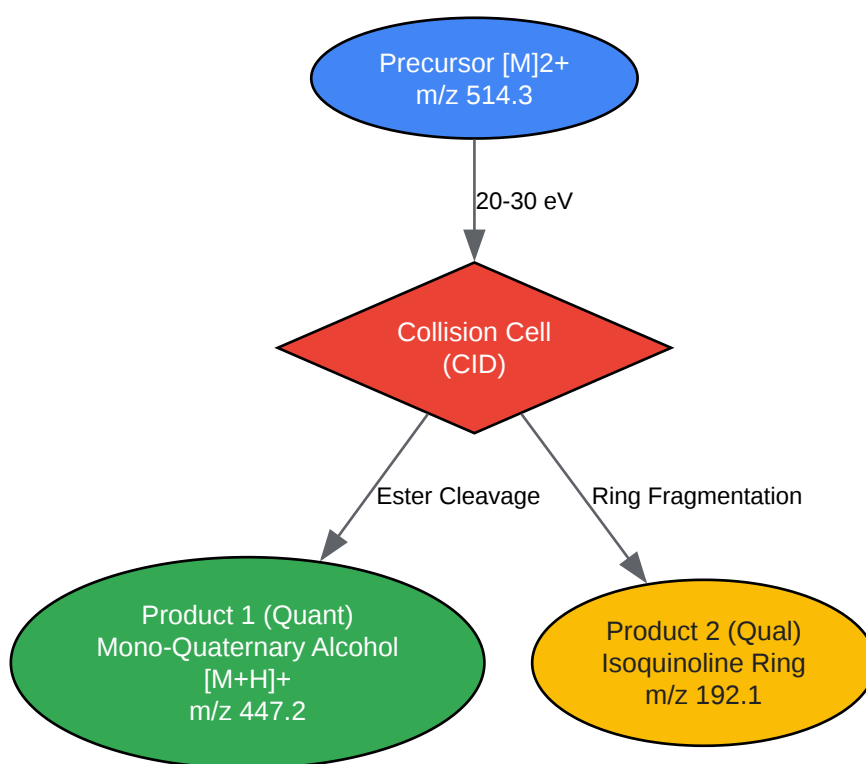 Precursor [M]2+
m/z 514.3
20-30 eV
Collision Cell
(CID)
Ester Cleavage
Ring Fragmentation
Product 1 (Quant)
Mono-Quaternary Alcohol
[M+H]+
m/z 447.2
Product 2 (Qual)
Isoquinoline Ring
m/z 192.1